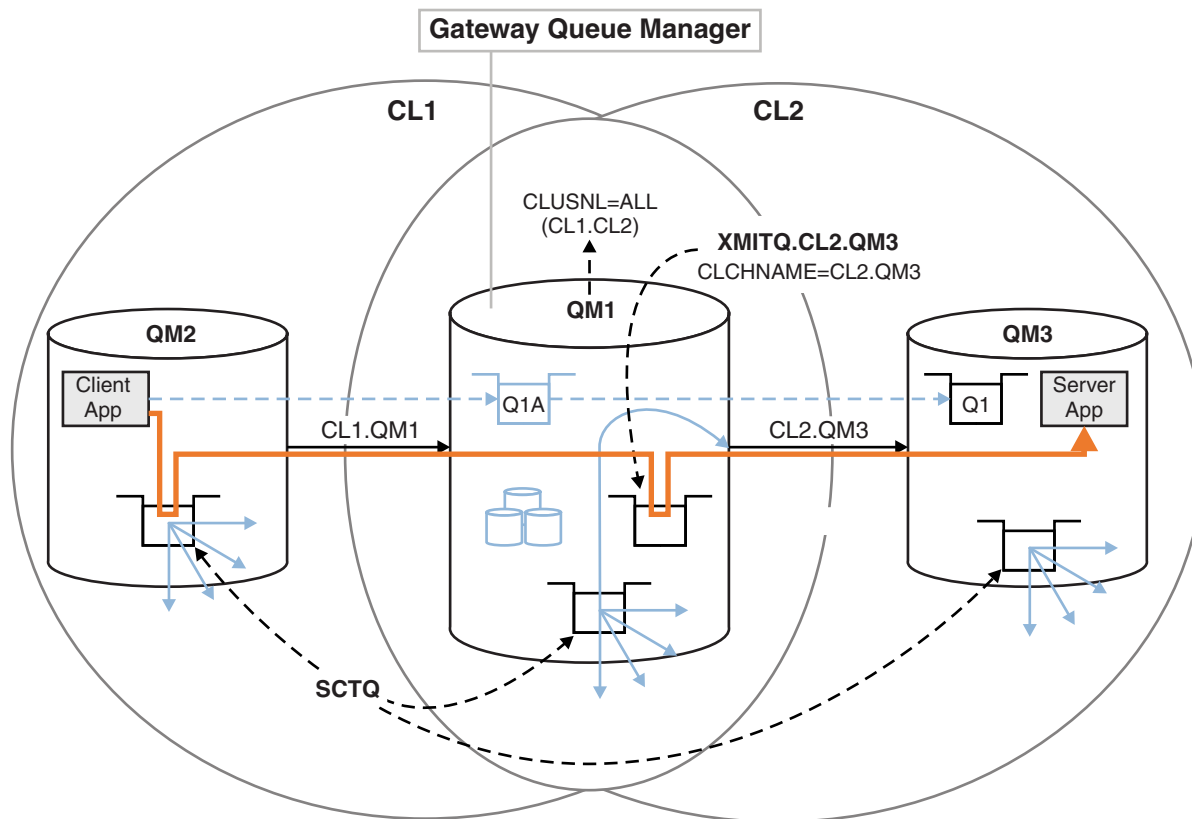 Gateway Queue Manager
CL1
CL2
CLUSNL=ALL
(CL1.CL2)
XMITQ.CL2.QM3
CLCHNAME=CL2.QM3
QM2
QM1
QM3
Client
App
Q1A
Q1
Server
App
CL1.QM1
CL2.QM3
SCTQ